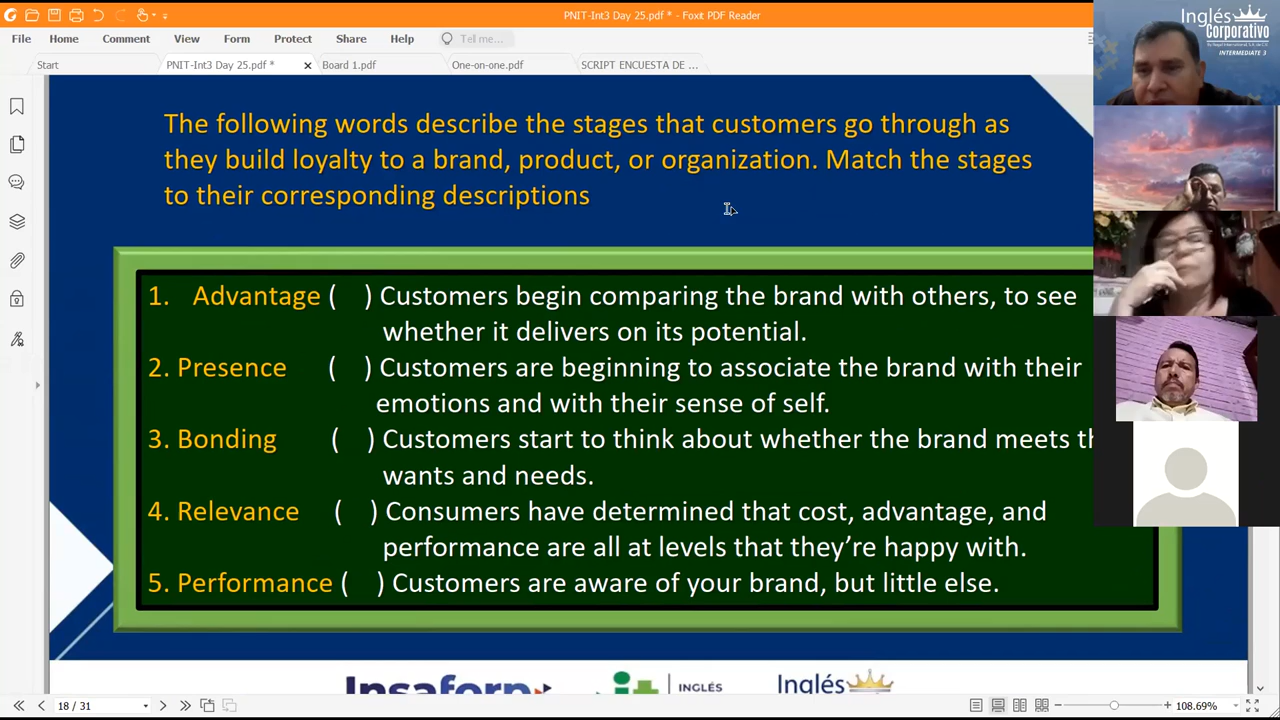 PNIT-Int3 Day 25.pdf * - Foxit PDF Reader
File Home Comment View Form Protect Share Help Tell me...
Start PNIT-Int3 Day 25.pdf * Board 1.pdf One-on-one.pdf SCRIPT ENCUESTA DE ...
The following words describe the stages that customers go through as
they build loyalty to a brand, product, or organization. Match the stages
to their corresponding descriptions
1. Advantage ( ) Customers begin comparing the brand with others, to see
whether it delivers on its potential.
2. Presence ( ) Customers are beginning to associate the brand with their
emotions and with their sense of self.
3. Bonding ( ) Customers start to think about whether the brand meets th
wants and needs.
4. Relevance ( ) Consumers have determined that cost, advantage, and
performance are all at levels that they're happy with.
5. Performance ( ) Customers are aware of your brand, but little else.
Insaforp
INGLÉS
Inglés
18 / 31
108.69%
Inglés
Corporativo
INTERMEDIATE 3